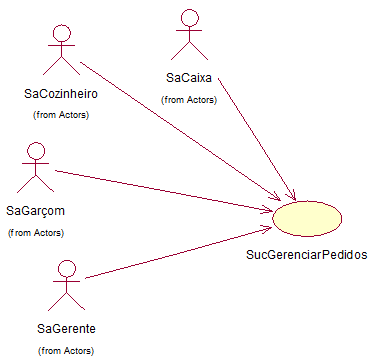 SaCaixa
(from Actors)
SaCozinheiro
(from Actors)
SaGarçom
(from Actors)
SucGerenciarPedidos
SaGerente
(from Actors)